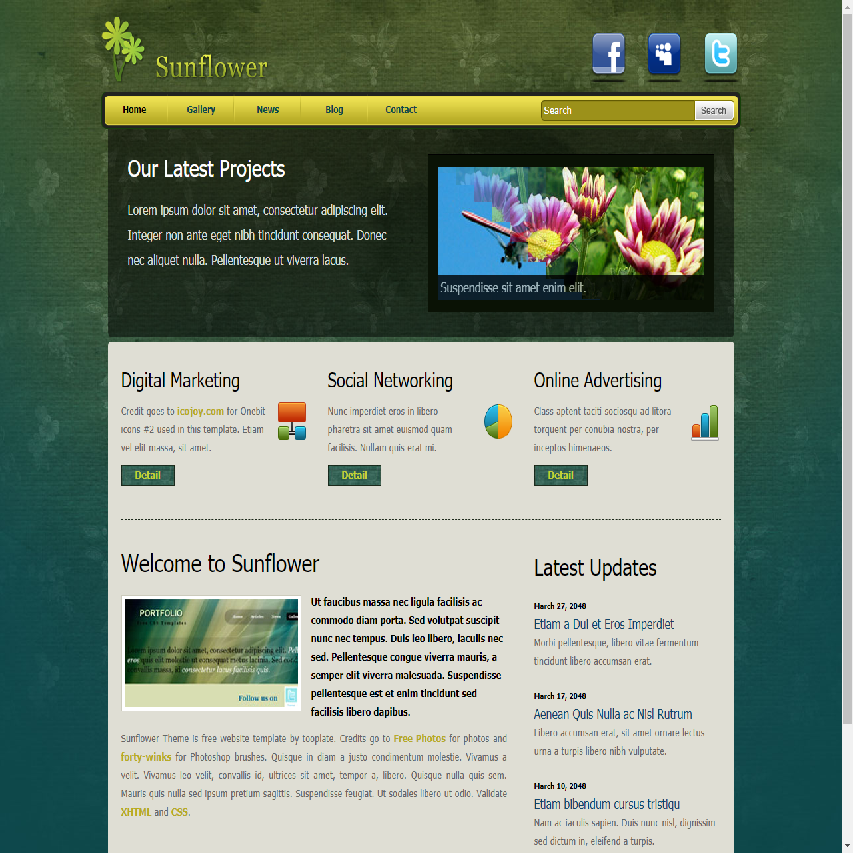 Sunflower
Home
Gallery
News
Blog
Contact
Search
Search
Our Latest Projects
Lorem ipsum dolor sit amet, consectetur adipiscing elit.
Integer non ante eget nibh tincidunt consequat. Donec
nec aliquet nulla. Pellentesque ut viverra lacus.
Suspendisse sit amet enim elit.
Digital Marketing
Credit goes to icojoy.com for Onebit
icons #2 used in this template. Etiam
vel elit massa, sit amet.
Detail
Social Networking
Nunc imperdiet eros in libero
pharetra sit amet euismod quam
facilisis. Nullam quis erat mi.
Detail
Online Advertising
Class aptent taciti sociosqu ad litora
torquent per conubia nostra, per
inceptos himenaeos.
Detail
Welcome to Sunflower
PORTFOLIO
Follow us on
Ut faucibus massa nec ligula facilisis ac
commodo diam porta. Sed volutpat suscipit
nunc nec tempus. Duis leo libero, iaculis nec
sed. Pellentesque congue viverra mauris, a
semper elit viverra malesuada. Suspendisse
pellentesque est et enim tincidunt sed
facilisis libero dapibus.
Sunflower Theme is free website template by tooplate. Credits go to Free Photos for photos and
forty-winks for Photoshop brushes. Quisque in diam a justo condimentum molestie. Vivamus a
velit. Vivamus leo velit, convallis id, ultrices sit amet, tempor a, libero. Quisque nulla quis sem.
Mauris quis nulla sed ipsum pretium sagittis. Suspendisse feugiat. Ut sodales libero ut odio. Validate
XHTML and CSS.
Latest Updates
March 27, 2048
Etiam a Dui et Eros Imperdiet
Morbi pellentesque, libero vitae fermentum
tincidunt libero accumsan erat.
March 17, 2048
Aenean Quis Nulla ac Nisl Rutrum
Libero accumsan erat, sit amet ornare lectus
urna a turpis libero nibh vulputate.
March 10, 2048
Etiam bibendum cursus tristiqu
Nam ac iaculis sapien. Duis nunc nisl, dignissim
sed dictum in, eleifend a turpis.